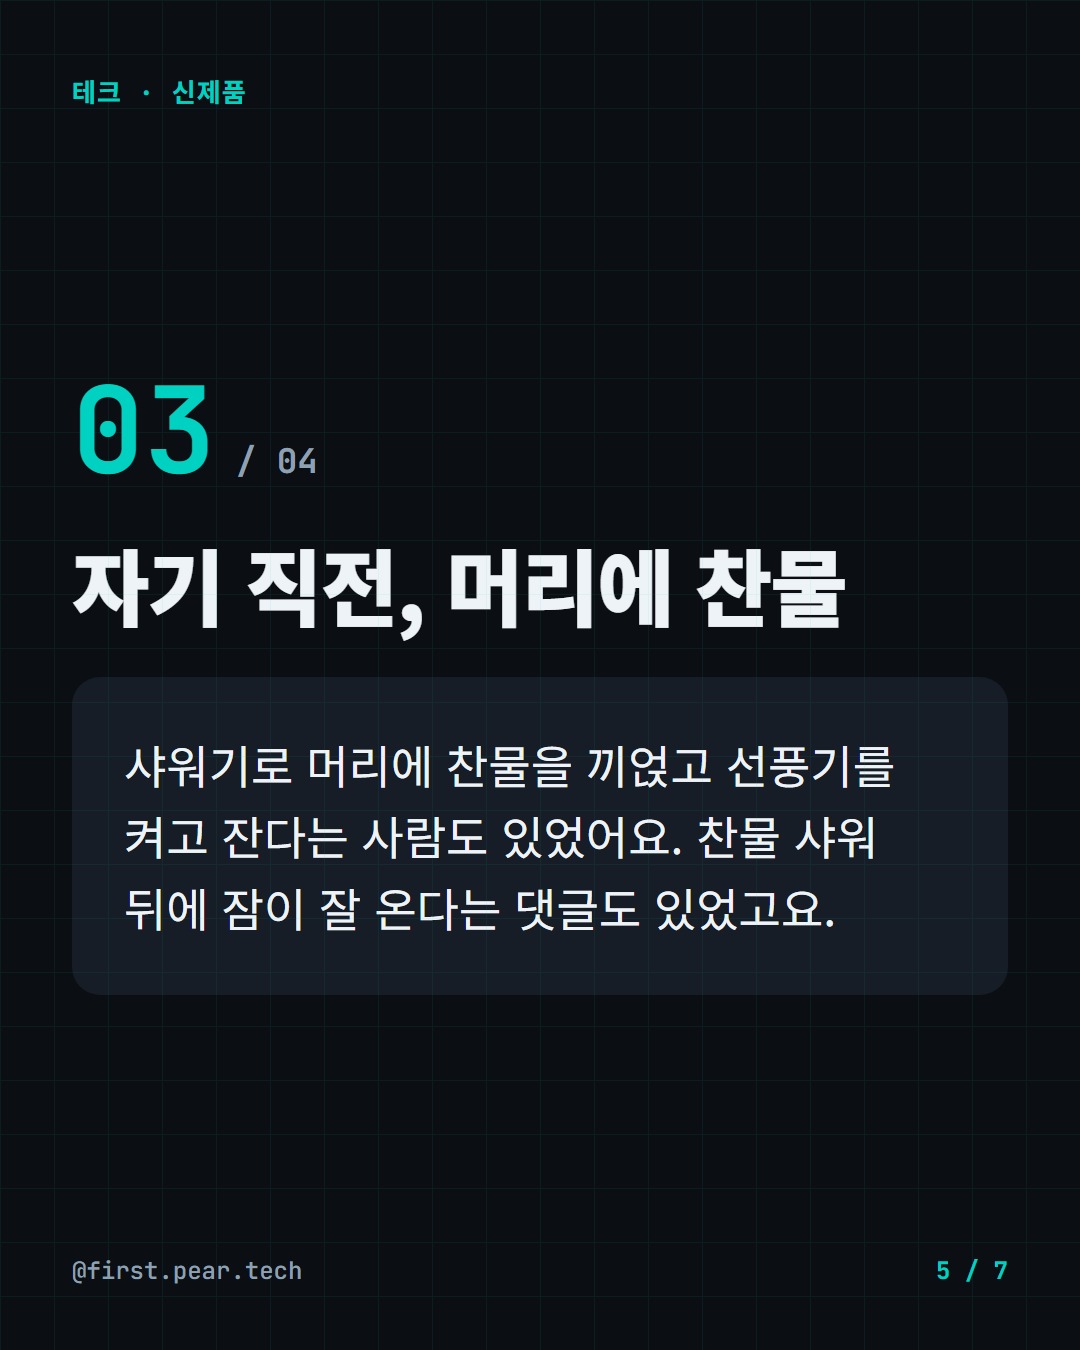 테크 · 신제품
03 / 04
자기 직전, 머리에 찬물
샤워기로 머리에 찬물을 끼얹고 선풍기를
켜고 잔다는 사람도 있었어요. 찬물 샤워
뒤에 잠이 잘 온다는 댓글도 있었고요.
@first.pear.tech
5 / 7